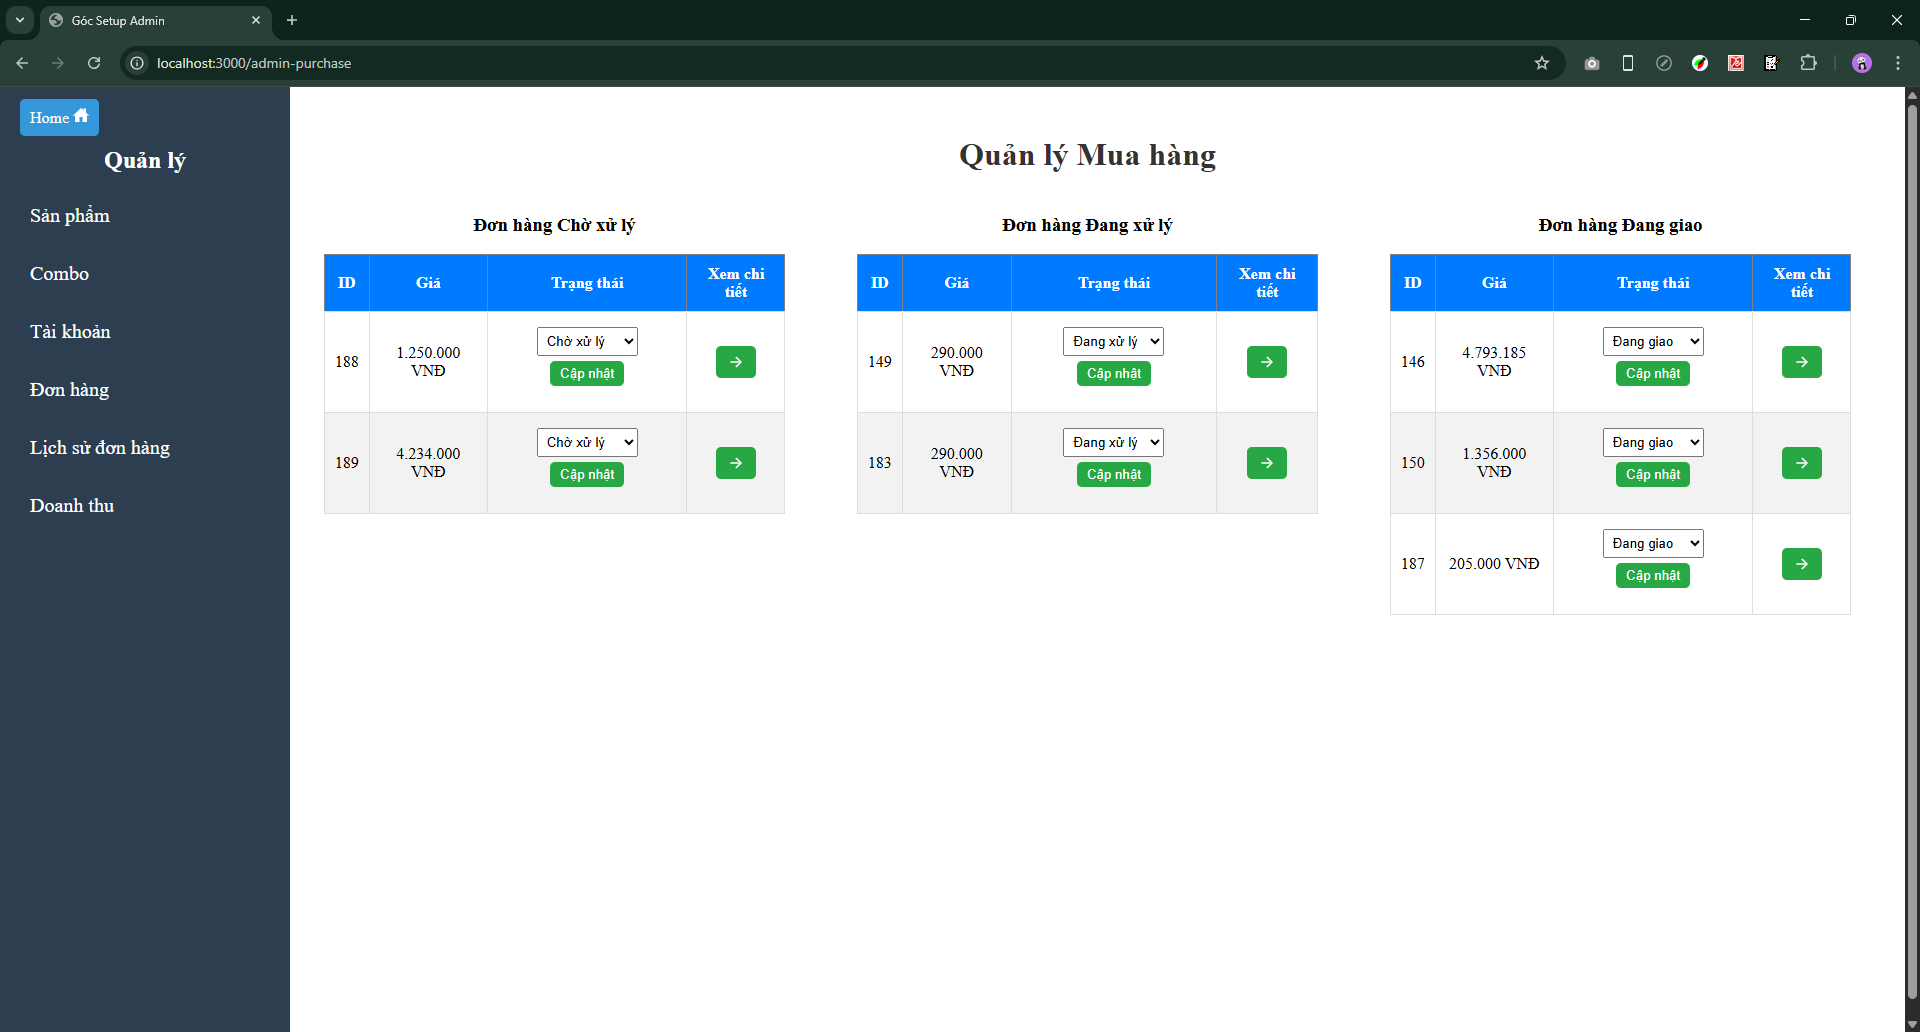 Góc Setup Admin
localhost:3000/admin-purchase
Home
Quản lý
Sản phẩm
Combo
Tài khoản
Đơn hàng
Lịch sử đơn hàng
Doanh thu
Quản lý Mua hàng
Đơn hàng Chờ xử lý
ID Giá Trạng thái Xem chi
tiết
188 1.250.000
VNĐ
Chờ xử lý
Cập nhật
189 4.234.000
VNĐ
Chờ xử lý
Cập nhật
Đơn hàng Đang xử lý
ID Giá Trạng thái Xem chi
tiết
149 290.000
VNĐ
Đang xử lý
Cập nhật
183 290.000
VNĐ
Đang xử lý
Cập nhật
Đơn hàng Đang giao
ID Giá Trạng thái Xem chi
tiết
146 4.793.185
VNĐ
Đang giao
Cập nhật
150 1.356.000
VNĐ
Đang giao
Cập nhật
187 205.000 VNĐ
Đang giao
Cập nhật